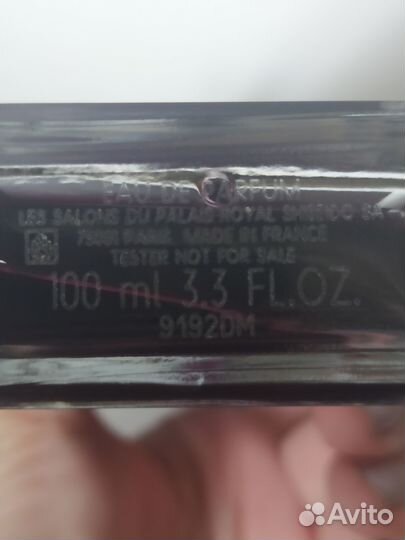 EAU DE PARFUM
LES SALONS DU PALAIS ROYAL SHISEIDO SA
75001 PARIS. MADE IN FRANCE
TESTER NOT FOR SALE
100 ml 3.3 FL.OZ.
9192DM
Avito